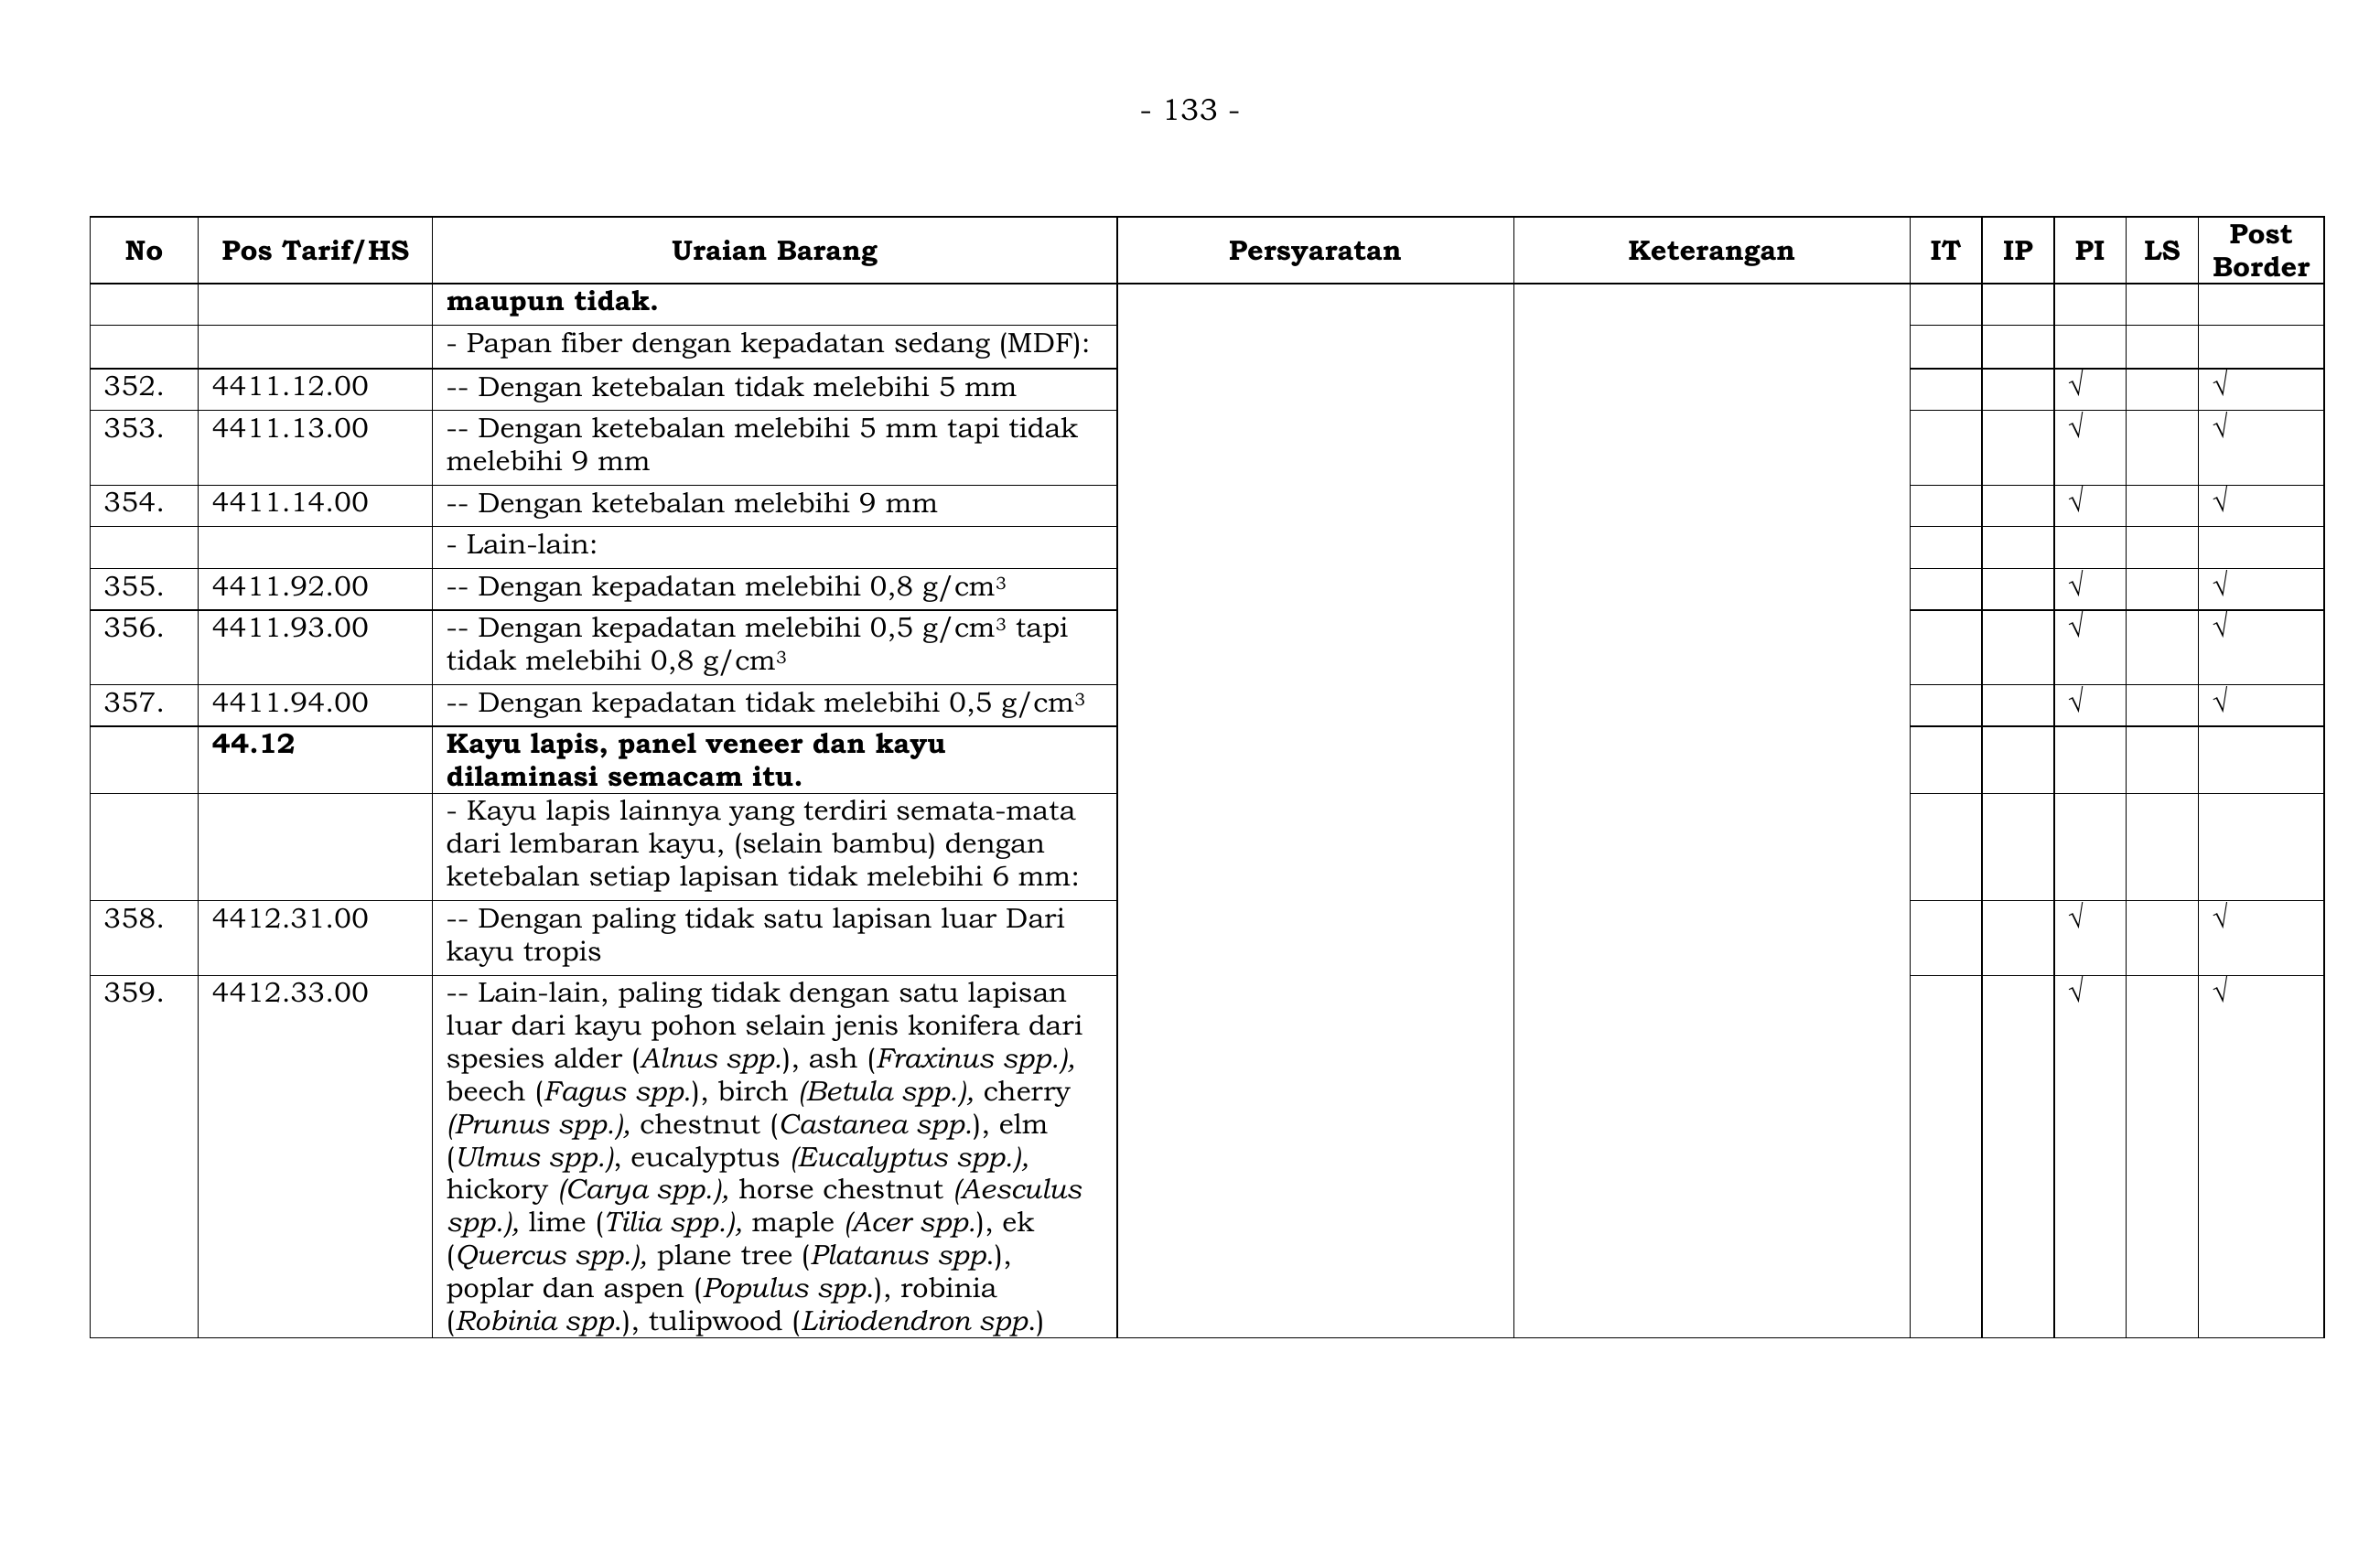 - 133 -
No Pos Tarif/HS Uraian Barang Persyaratan Keterangan IT IP PI LS Post Border
maupun tidak.
- Papan fiber dengan kepadatan sedang (MDF):
352. 4411.12.00 -- Dengan ketebalan tidak melebihi 5 mm √ √
353. 4411.13.00 -- Dengan ketebalan melebihi 5 mm tapi tidak √ √
melebihi 9 mm
354. 4411.14.00 -- Dengan ketebalan melebihi 9 mm √ √
- Lain-lain:
355. 4411.92.00 -- Dengan kepadatan melebihi 0,8 g/cm³ √ √
356. 4411.93.00 -- Dengan kepadatan melebihi 0,5 g/cm³ tapi √ √
tidak melebihi 0,8 g/cm³
357. 4411.94.00 -- Dengan kepadatan tidak melebihi 0,5 g/cm³ √ √
44.12 Kayu lapis, panel veneer dan kayu
dilaminasi semacam itu.
- Kayu lapis lainnya yang terdiri semata-mata
dari lembaran kayu, (selain bambu) dengan
ketebalan setiap lapisan tidak melebihi 6 mm:
358. 4412.31.00 -- Dengan paling tidak satu lapisan luar Dari √ √
kayu tropis
359. 4412.33.00 -- Lain-lain, paling tidak dengan satu lapisan √ √
luar dari kayu pohon selain jenis konifera dari
spesies alder (Alnus spp.), ash (Fraxinus spp.),
beech (Fagus spp.), birch (Betula spp.), cherry
(Prunus spp.), chestnut (Castanea spp.), elm
(Ulmus spp.), eucalyptus (Eucalyptus spp.),
hickory (Carya spp.), horse chestnut (Aesculus
spp.), lime (Tilia spp.), maple (Acer spp.), ek
(Quercus spp.), plane tree (Platanus spp.),
poplar dan aspen (Populus spp.), robinia
(Robinia spp.), tulipwood (Liriodendron spp.)